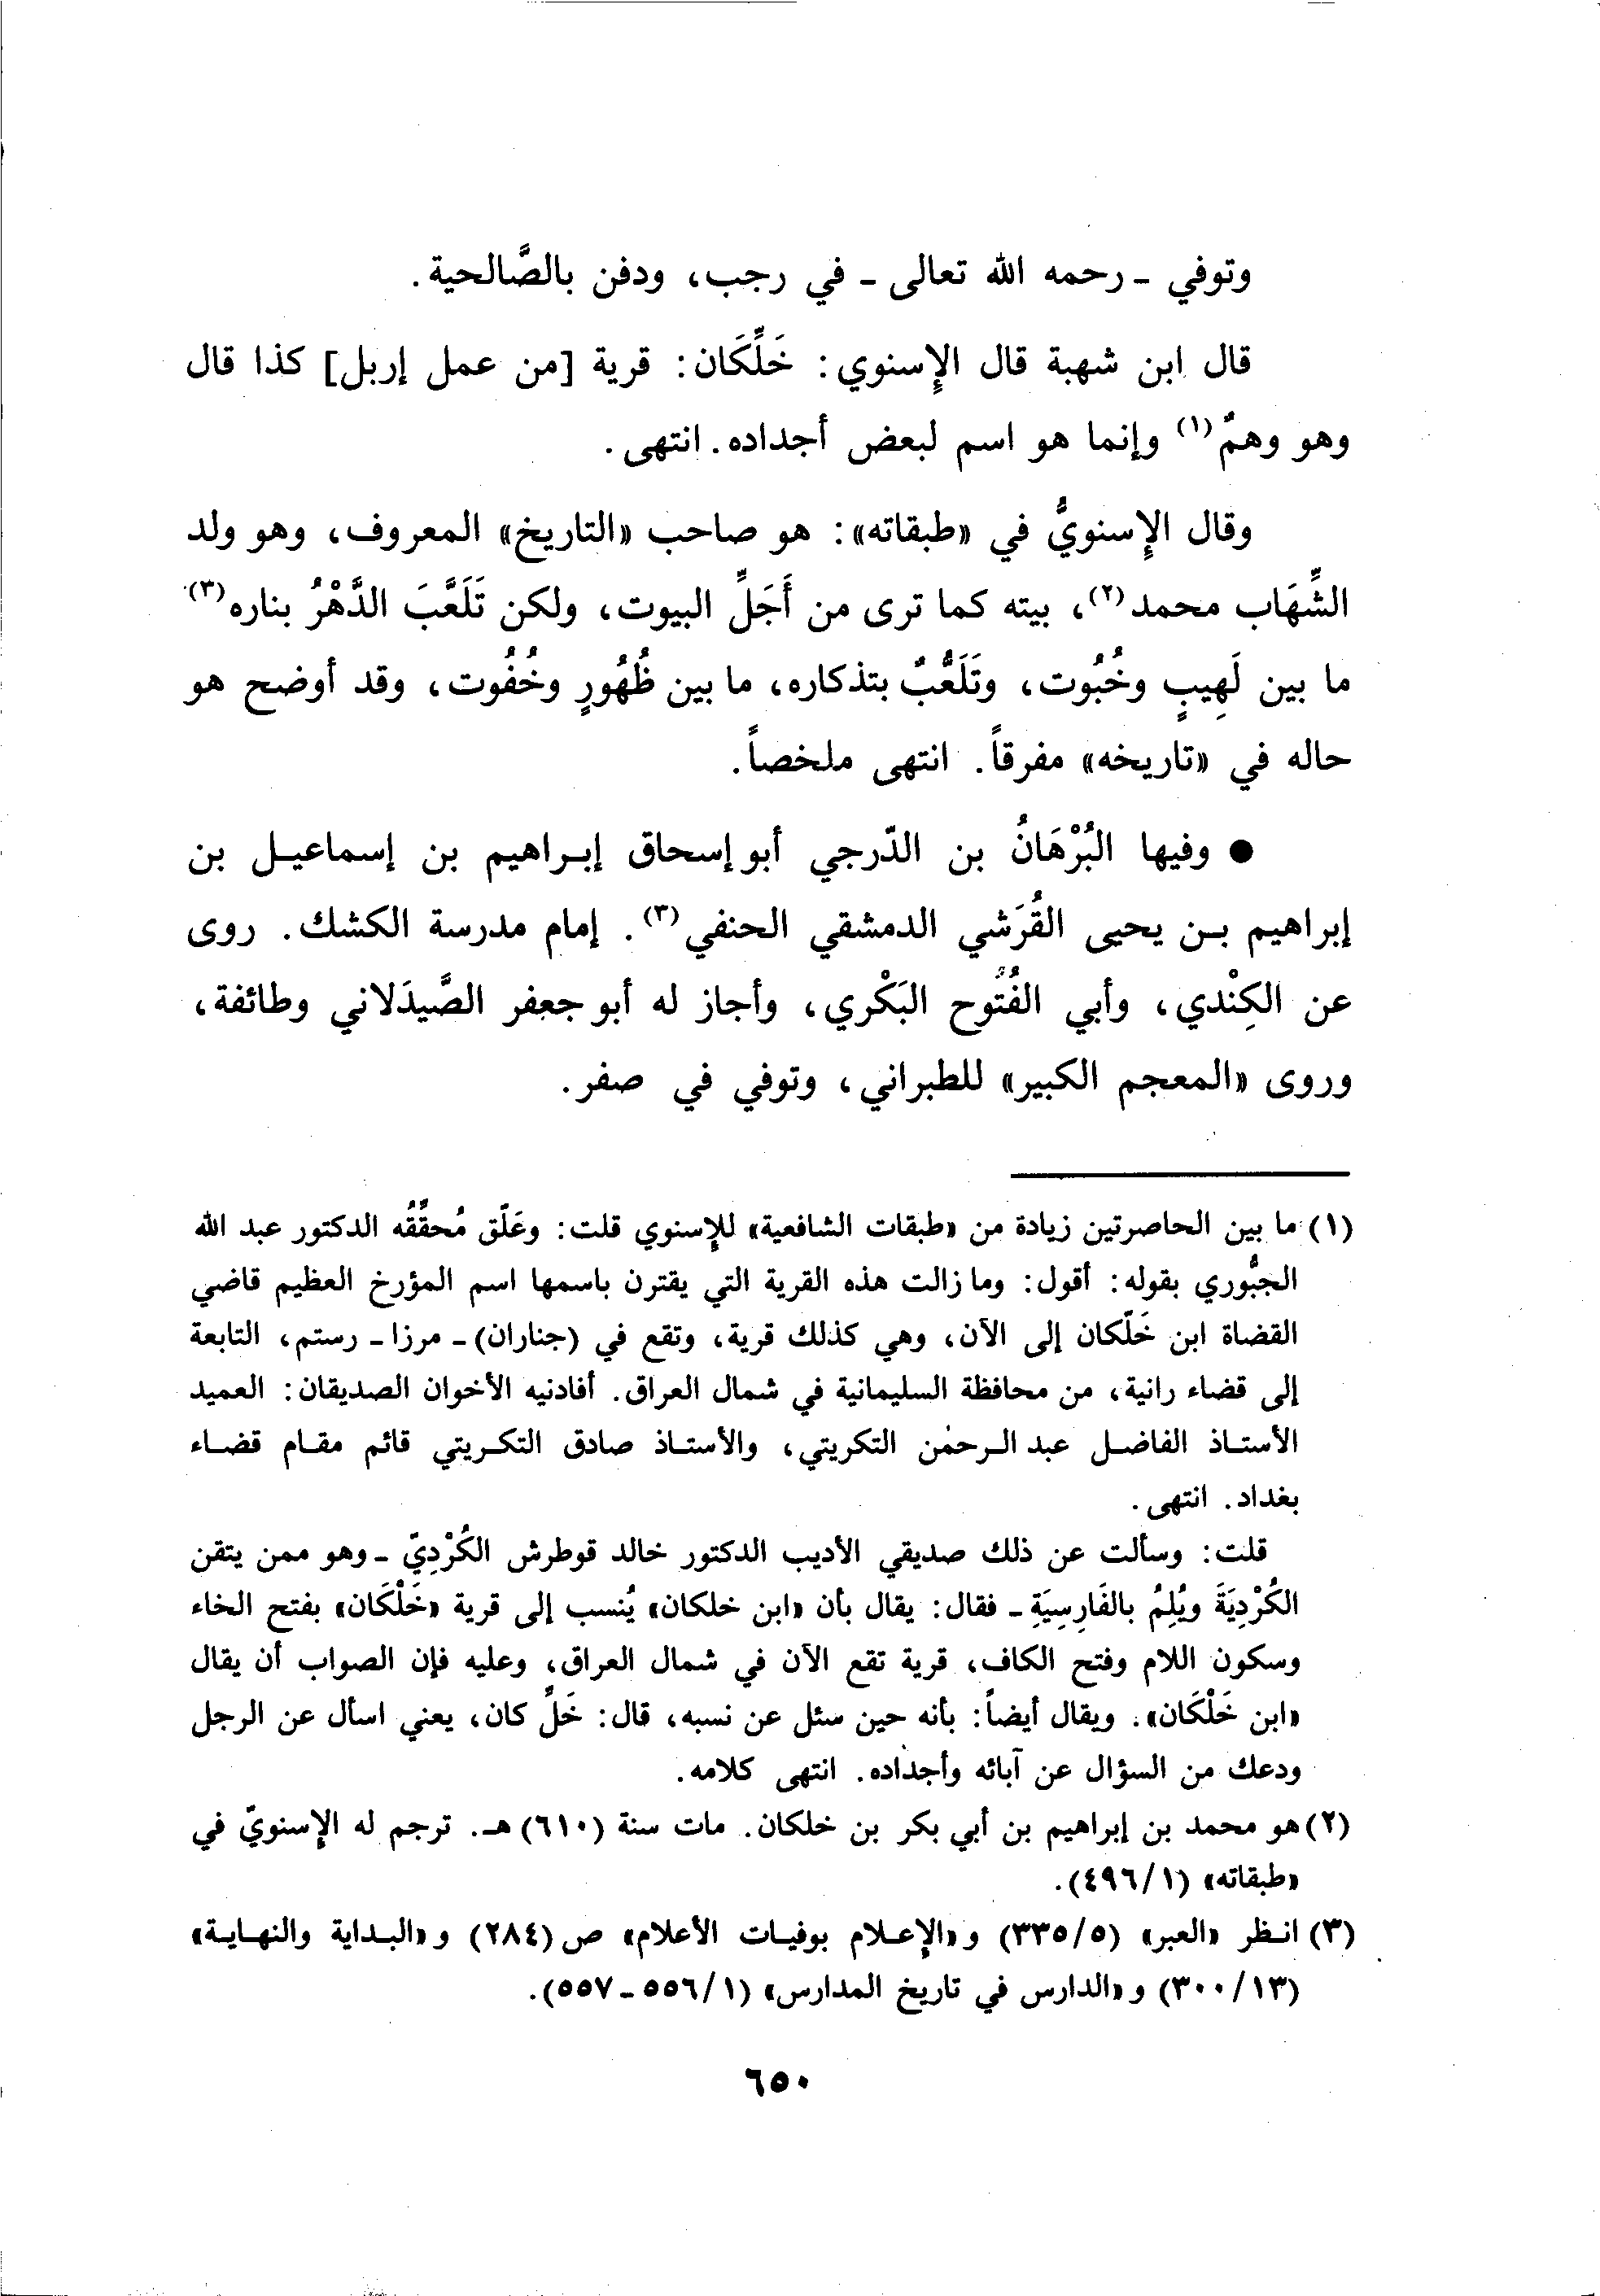 وتوفي ـ رحمه الله تعالى ـ في رجب، ودفن بالصَّالحية.
قال ابن شهبة قال الإِسنوي: خَلِّكَان: قرية [من عمل إربل] كذا قال
وهو وهمٌ(١) وإنما هو اسم لبعض أجداده. انتهى.
وقال الإِسنويُّ في «طبقاته»: هو صاحب «التاريخ» المعروف، وهو ولد
الشِّهَاب محمد(٢)، بيته كما ترى من أَجَلِّ البيوت، ولكن تَلَعَّبَ الدَّهْرُ بناره(٣)
ما بين لَهِيبٍ وخُبُوت، وتَلَعُّبٌ بتذكاره، ما بين ظُهُورٍ وخُفُوت، وقد أوضح هو
حاله في «تاريخه» مفرقاً. انتهى ملخصاً.
● وفيها البُرْهَانُ بن الدّرجي أبو إسحاق إبراهيم بن إسماعيل بن
إبراهيم بن يحيى القُرَشي الدمشقي الحنفي(٣). إمام مدرسة الكشك. روى
عن الكِنْدي، وأبي الفُتُوح البَكْري، وأجاز له أبو جعفر الصَّيدَلاني وطائفة،
وروى «المعجم الكبير» للطبراني، وتوفي في صفر.
(١) ما بين الحاصرتين زيادة من «طبقات الشافعية» للإِسنوي قلت: وعَلّق مُحقِّقُه الدكتور عبد الله
الجبُّوري بقوله: أقول: وما زالت هذه القرية التي يقترن باسمها اسم المؤرخ العظيم قاضي
القضاة ابن خَلّكان إلى الآن، وهي كذلك قرية، وتقع في (جناران) ـ مرزا ـ رستم، التابعة
إلى قضاء رانية، من محافظة السليمانية في شمال العراق. أفادنيه الأخوان الصديقان: العميد
الأستاذ الفاضل عبد الرحمٰن التكريتي، والأستاذ صادق التكريتي قائم مقام قضاء
بغداد. انتهى.
قلت: وسألت عن ذلك صديقي الأديب الدكتور خالد قوطرش الكُرْدِيّ ـ وهو ممن يتقن
الكُرْدِيَةَ ويُلِمُ بالفَارِسِيَةِ ـ فقال: يقال بأن «ابن خلكان» يُنسب إلى قرية «خَلْكَان» بفتح الخاء
وسكون اللام وفتح الكاف، قرية تقع الآن في شمال العراق، وعليه فإن الصواب أن يقال
«ابن خَلْكَان». ويقال أيضاً: بأنه حين سئل عن نسبه، قال: خَلِّ كان، يعني اسأل عن الرجل
ودعك من السؤال عن آبائه وأجداده. انتهى كلامه.
(٢) هو محمد بن إبراهيم بن أبي بكر بن خلكان. مات سنة (٦١٠) هـ. ترجم له الإِسنويّ في
«طبقاته» (١/٤٩٦).
(٣) انظر «العبر» (٥/٣٣٥) و«الإِعلام بوفيات الأعلام» ص (٢٨٤) و«البداية والنهاية»
(١٣/٣٠٠) و«الدارس في تاريخ المدارس» (١/٥٥٦ ـ ٥٥٧).
٦٥٠